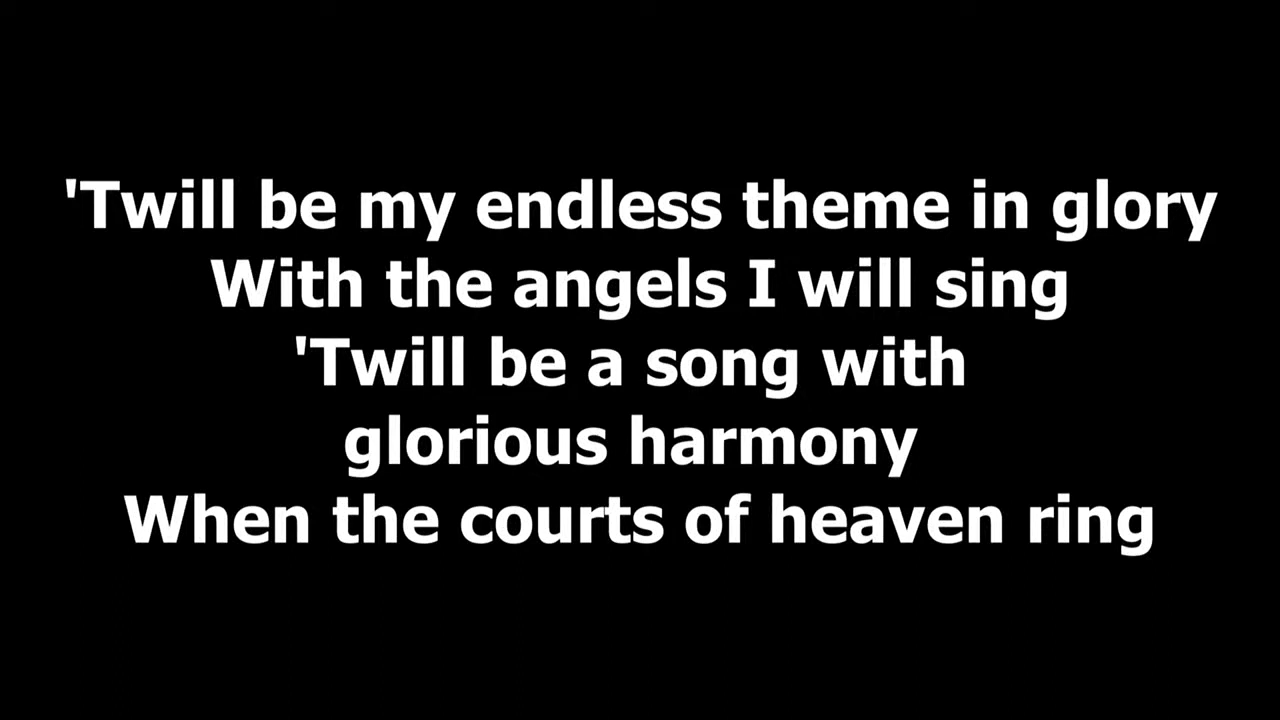 'Twill be my endless theme in glory
With the angels I will sing
'Twill be a song with
glorious harmony
When the courts of heaven ring